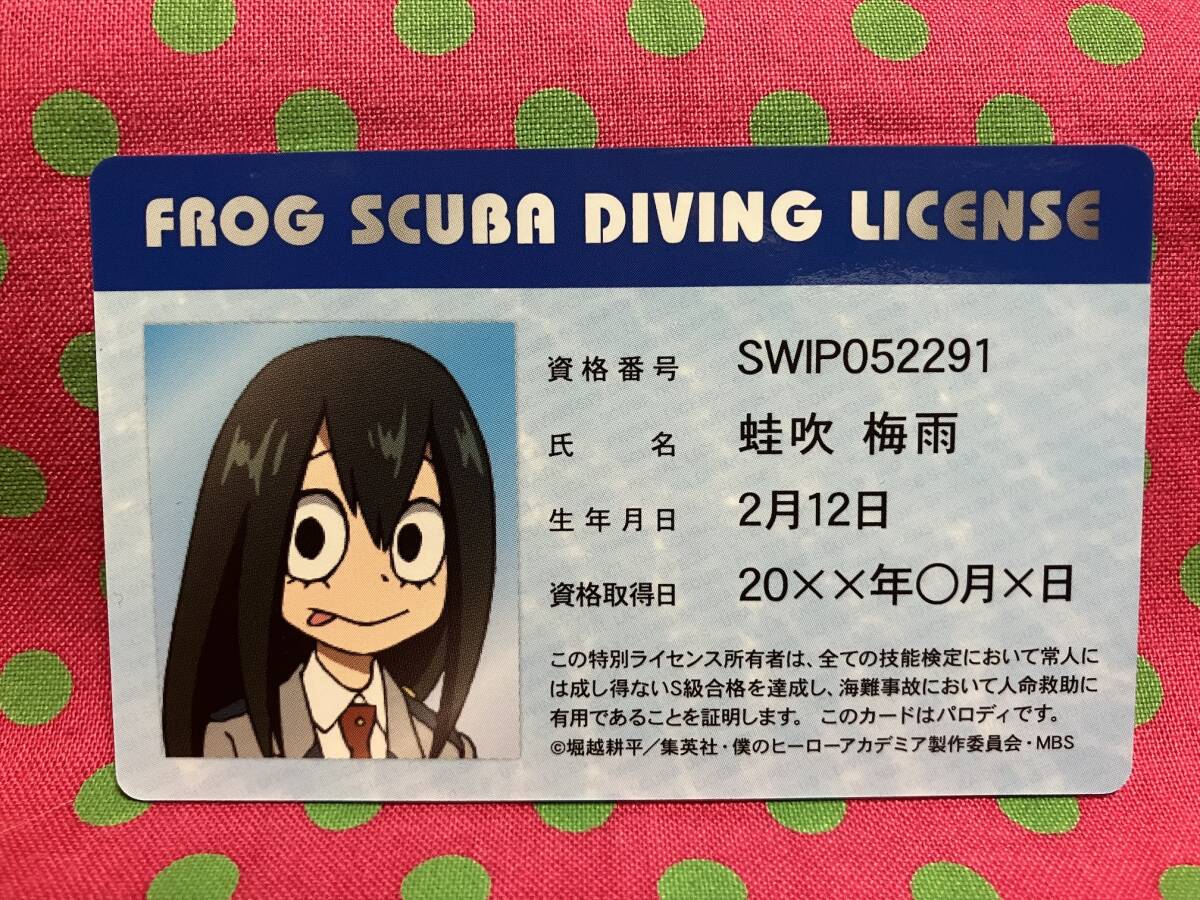 FROG SCUBA DIVING LICENSE
資格番号 SWIP052291
氏名 蛙吹 梅雨
生年月日 2月12日
資格取得日 20××年〇月×日
この特別ライセンス所有者は、全ての技能検定において常人に
は成し得ないS級合格を達成し、海難事故において人命救助に
有用であることを証明します。 このカードはパロディです。
©堀越耕平／集英社・僕のヒーローアカデミア製作委員会・MBS